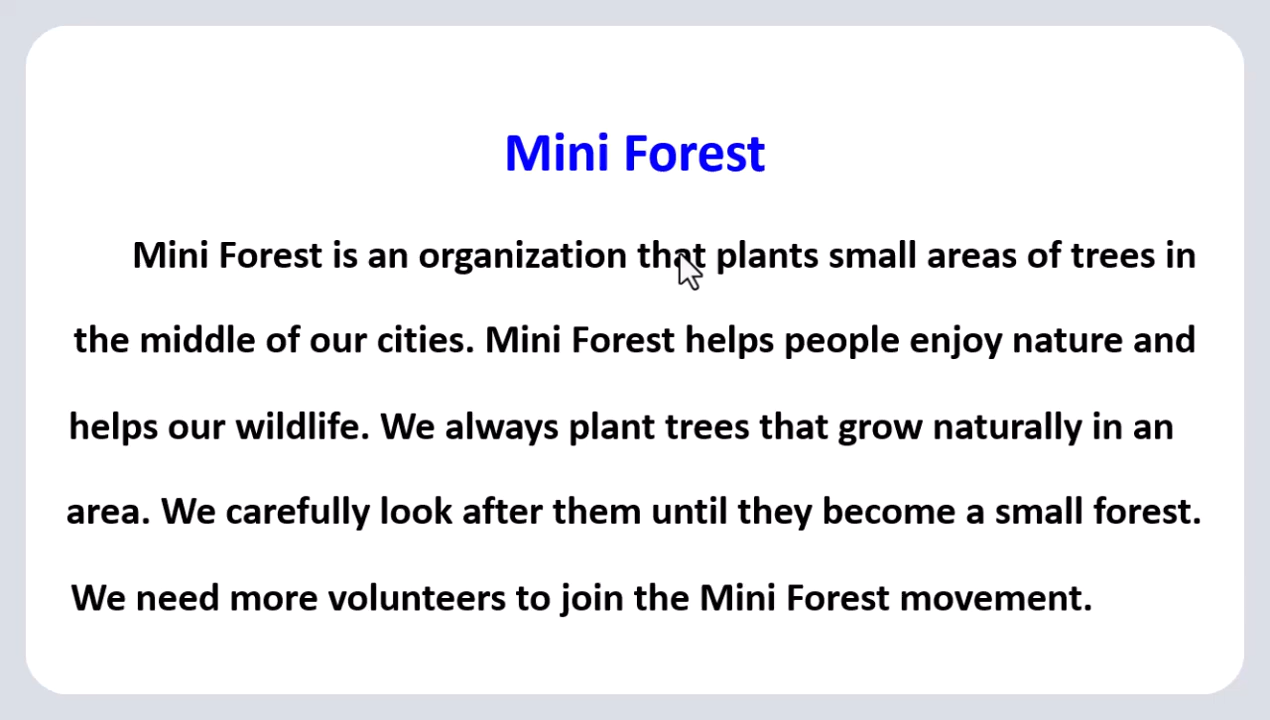 Mini Forest
Mini Forest is an organization that plants small areas of trees in
the middle of our cities. Mini Forest helps people enjoy nature and
helps our wildlife. We always plant trees that grow naturally in an
area. We carefully look after them until they become a small forest.
We need more volunteers to join the Mini Forest movement.